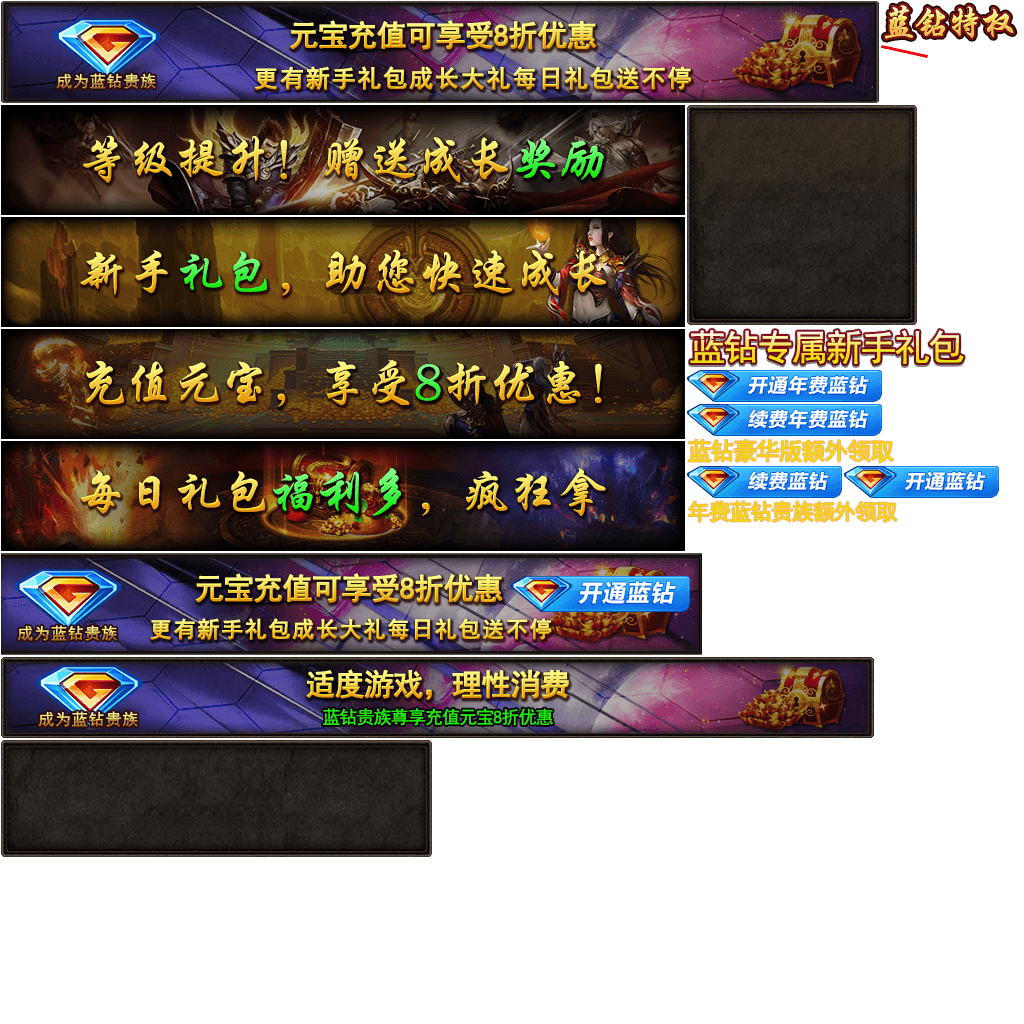 元宝充值可享受8折优惠
成为蓝钻贵族
更有新手礼包成长大礼每日礼包送不停
蓝钻特权
等级提升！赠送成长奖励
新手礼包，助您快速成长
充值元宝，享受8折优惠！
每日礼包福利多，疯狂拿
蓝钻专属新手礼包
开通年费蓝钻
续费年费蓝钻
蓝钻豪华版额外领取
续费蓝钻
开通蓝钻
年费蓝钻贵族额外领取
元宝充值可享受8折优惠
开通蓝钻
成为蓝钻贵族
更有新手礼包成长大礼每日礼包送不停
适度游戏，理性消费
成为蓝钻贵族
蓝钻贵族尊享充值元宝8折优惠